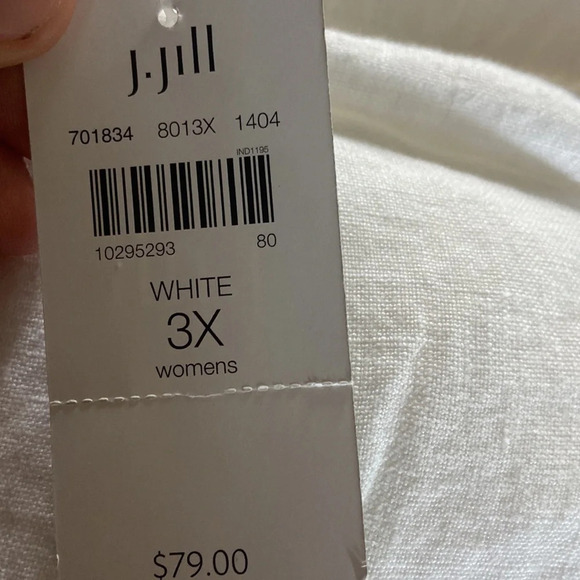 J.Jill
701834 8013X 1404
IND1195
10295293 80
WHITE
3X
womens
$79.00